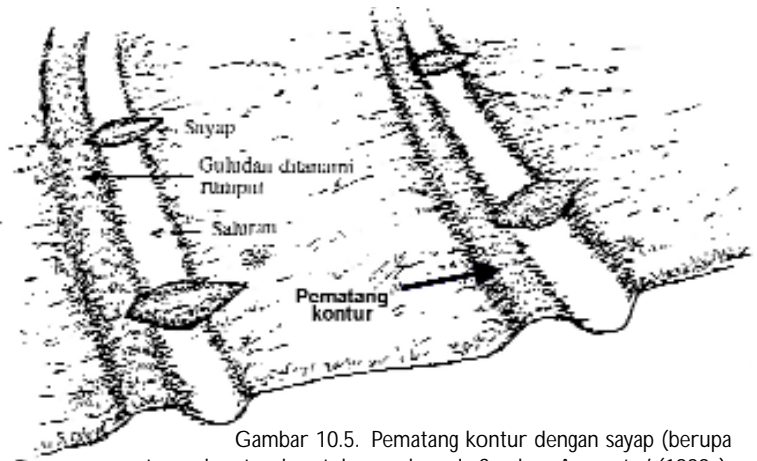 Sayap
Guludan ditanami
rumput
Saluran
Pematang
kontur
Gambar 10.5. Pematang kontur dengan sayap (berupa